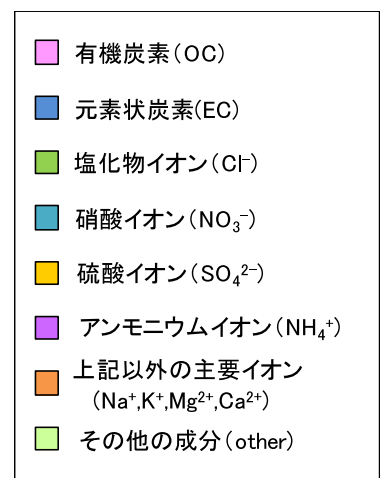 有機炭素(OC)
元素状炭素(EC)
塩化物イオン(Cl⁻)
硝酸イオン(NO₃⁻)
硫酸イオン(SO₄²⁻)
アンモニウムイオン(NH₄⁺)
上記以外の主要イオン
(Na⁺,K⁺,Mg²⁺,Ca²⁺)
その他の成分(other)